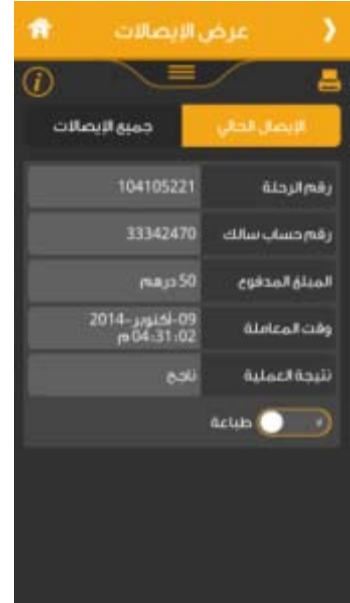 عرض الإيصالات
الإيصال الحالي
جميع الإيصالات
رقم الرحلة
104105221
رقم حساب سالك
33342470
المبلغ المدفوع
50 درهم
وقت المعاملة
09-أكتوبر-2014
04:31:02 م
نتيجة العملية
ناجح
طباعة